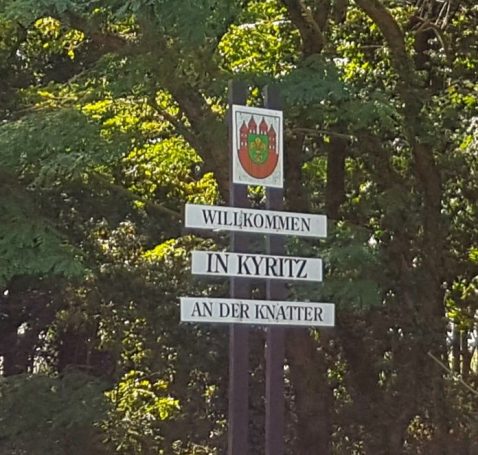 WILLKOMMEN
IN KYRITZ
AN DER KNATTER